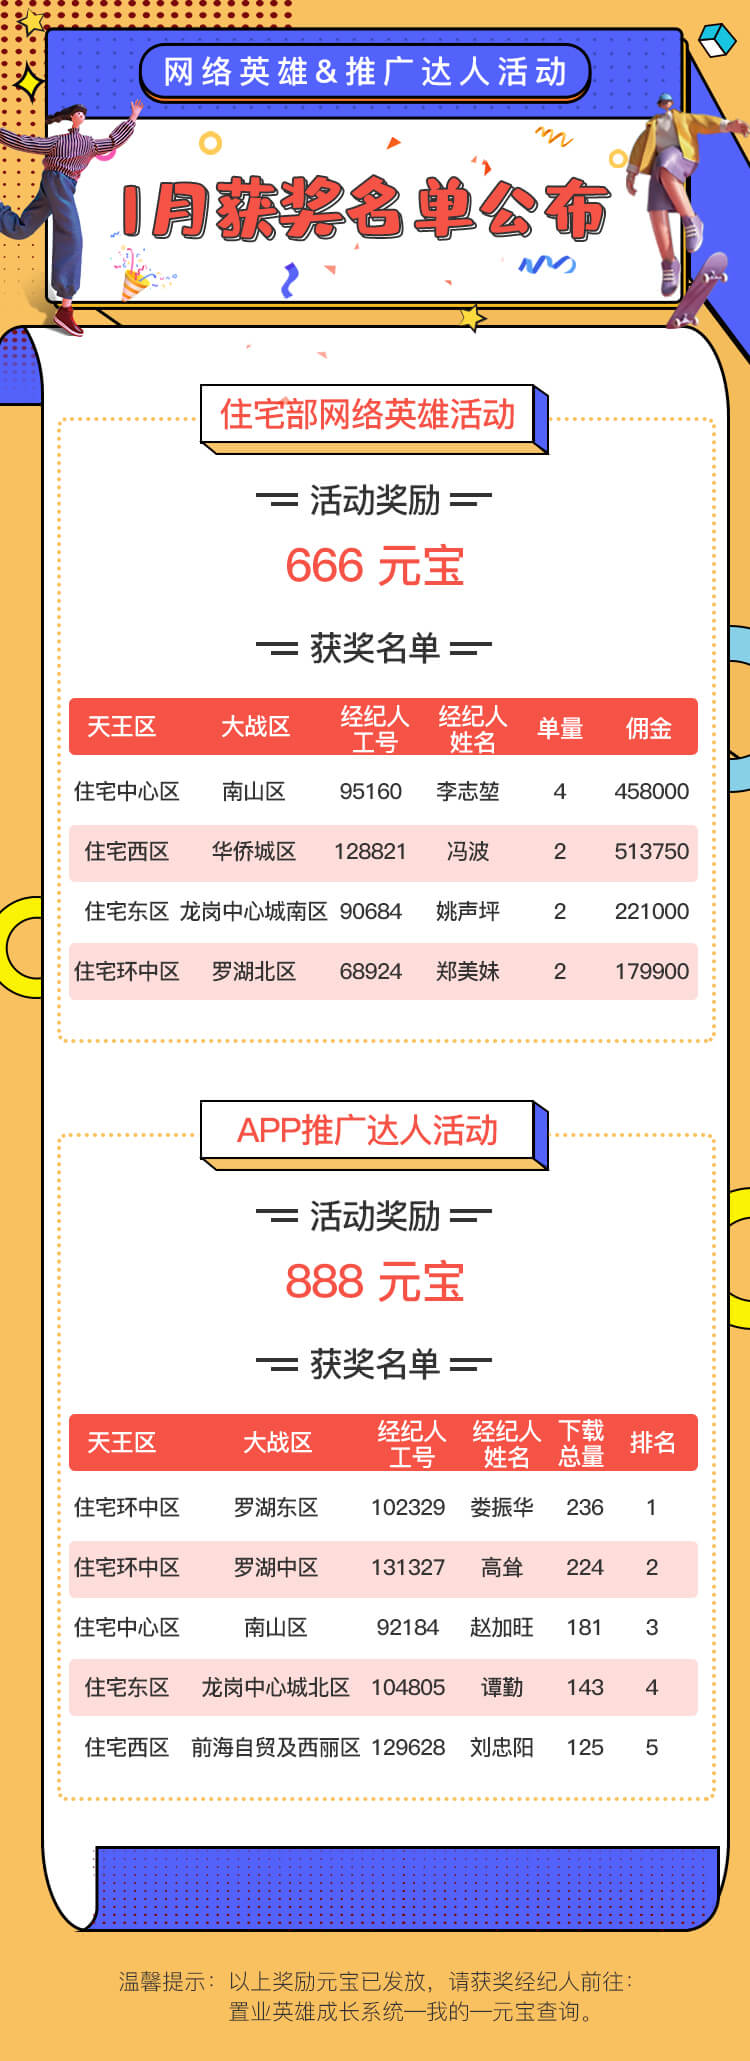 网络英雄&推广达人活动
1月获奖名单公布
住宅部网络英雄活动
活动奖励
666 元宝
获奖名单
天王区 大战区 经纪人工号 经纪人姓名 单量 佣金
住宅中心区 南山区 95160 李志堃 4 458000
住宅西区 华侨城区 128821 冯波 2 513750
住宅东区 龙岗中心城南区 90684 姚声坪 2 221000
住宅环中区 罗湖北区 68924 郑美妹 2 179900
APP推广达人活动
活动奖励
888 元宝
获奖名单
天王区 大战区 经纪人工号 经纪人姓名 下载总量 排名
住宅环中区 罗湖东区 102329 娄振华 236 1
住宅环中区 罗湖中区 131327 高耸 224 2
住宅中心区 南山区 92184 赵加旺 181 3
住宅东区 龙岗中心城北区 104805 谭勤 143 4
住宅西区 前海自贸及西丽区 129628 刘忠阳 125 5
温馨提示：以上奖励元宝已发放，请获奖经纪人前往：
置业英雄成长系统—我的—元宝查询。